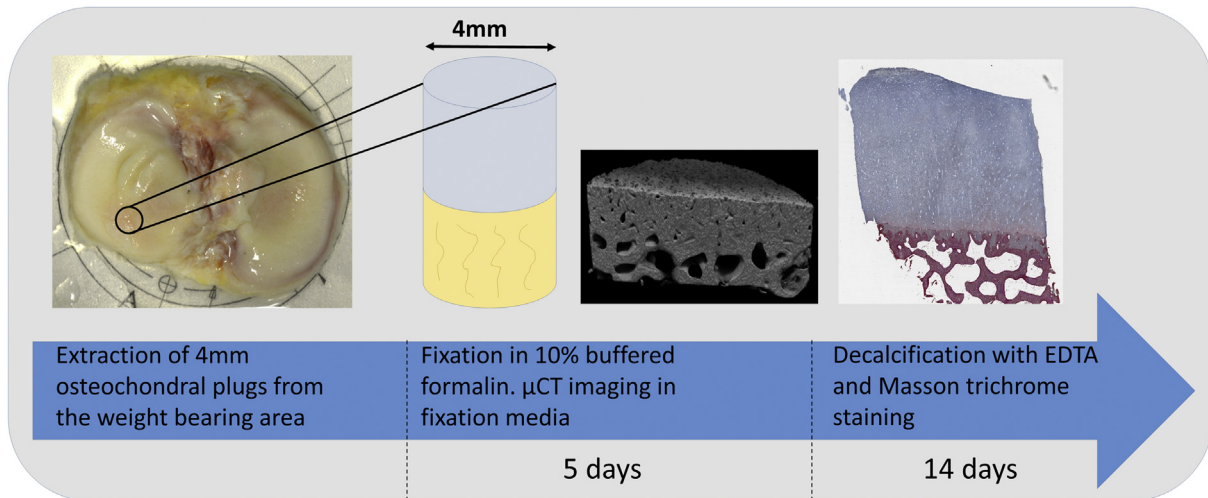 4mm
Extraction of 4mm
osteochondral plugs from
the weight bearing area
Fixation in 10% buffered
formalin. µCT imaging in
fixation media
Decalcification with EDTA
and Masson trichrome
staining
5 days
14 days